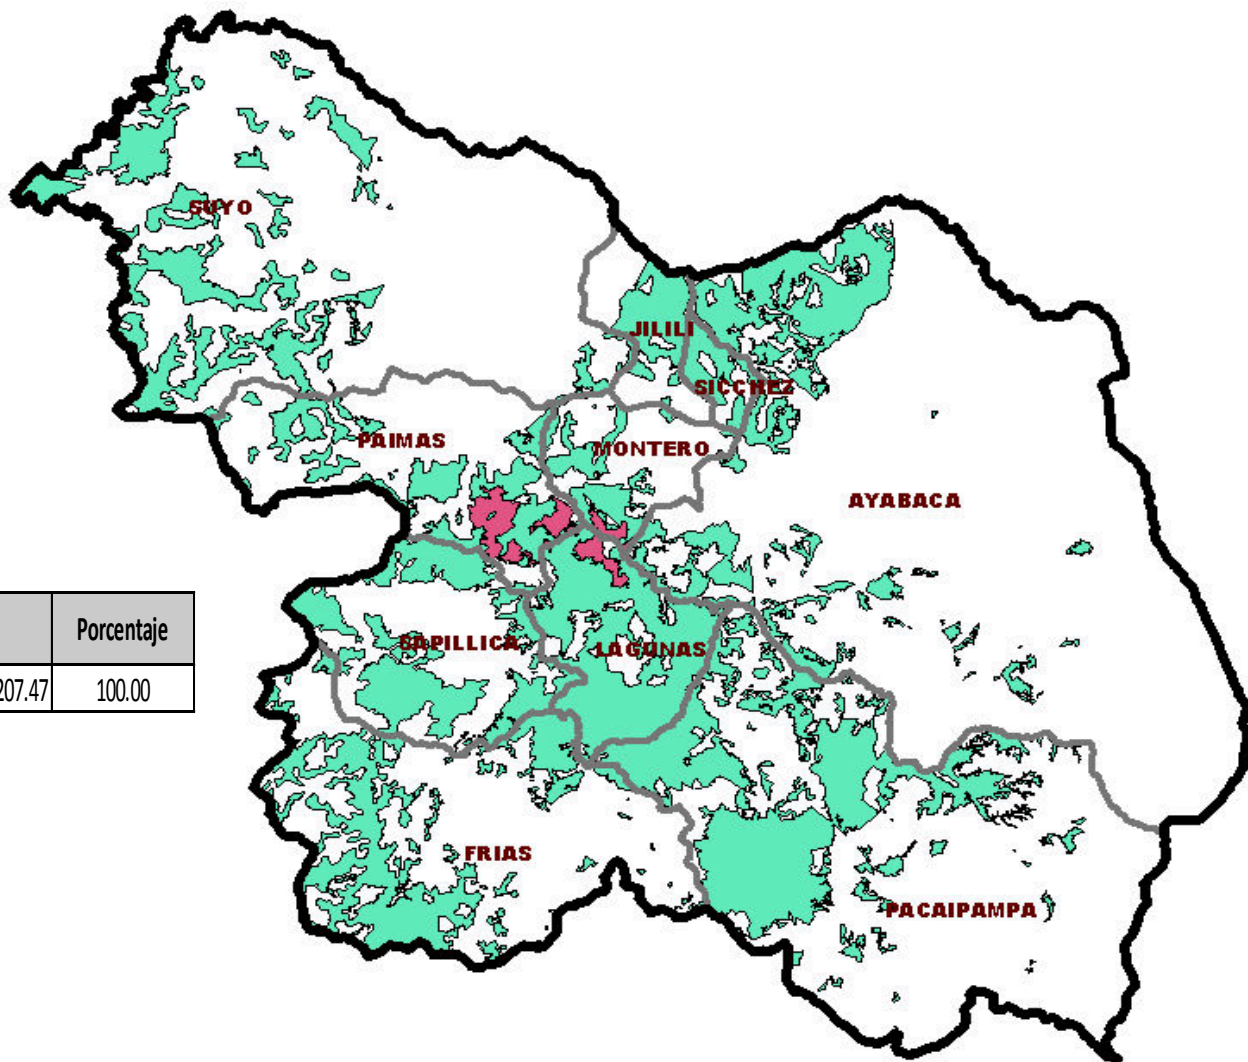 SUYO
JILILI
SICCHEZ
PAIMAS
MONTERO
AYABACA
Porcentaje
207.47 100.00
SAPILLICA
LAGUNAS
FRIAS
PACAIPAMPA